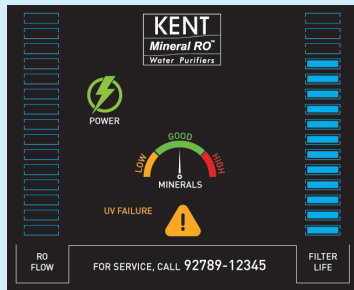 KENT
Mineral RO™
Water Purifiers
POWER
LOW GOOD HIGH
MINERALS
UV FAILURE
!
RO
FLOW
FOR SERVICE, CALL 92789-12345
FILTER
LIFE